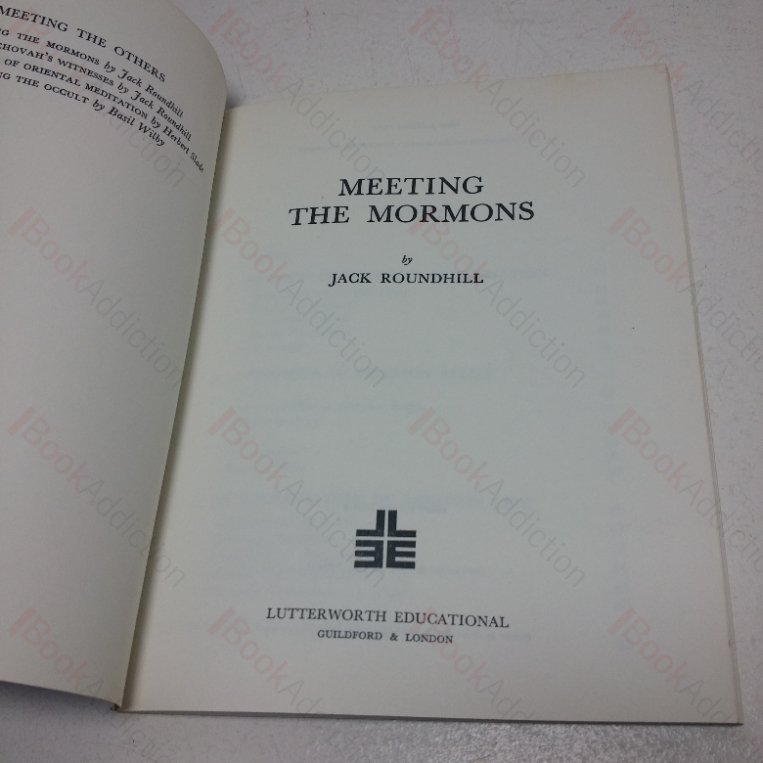 MEETING THE OTHERS
THE MORMONS by Jack Roundhill
WITNESSES by Jack Roundhill
OF ORIENTAL MEDITATION by Herbert Slade
THE OCCULT by Basil Wilby
MEETING
THE MORMONS
by
JACK ROUNDHILL
LUTTERWORTH EDUCATIONAL
GUILDFORD & LONDON
BookAddiction